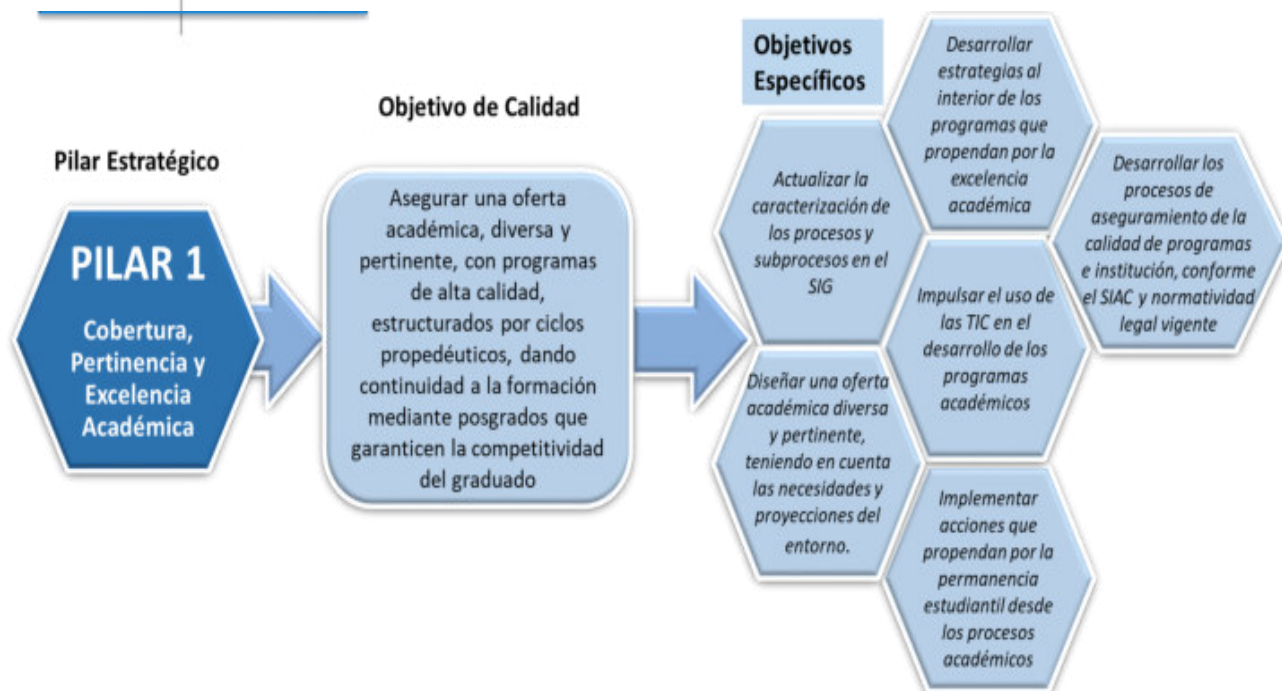 Pilar Estratégico
PILAR 1
Cobertura,
Pertinencia y
Excelencia
Académica
Objetivo de Calidad
Asegurar una oferta
académica, diversa y
pertinente, con programas
de alta calidad,
estructurados por ciclos
propedéuticos, dando
continuidad a la formación
mediante posgrados que
garanticen la competitividad
del graduado
Objetivos
Específicos
Desarrollar
estrategias al
interior de los
programas que
propendan por la
excelencia
académica
Actualizar la
caracterización de
los procesos y
subprocesos en el
SIG
Desarrollar los
procesos de
aseguramiento de la
calidad de programas
e institución, conforme
el SIAC y normatividad
legal vigente
Impulsar el uso de
las TIC en el
desarrollo de los
programas
académicos
Diseñar una oferta
académica diversa
y pertinente,
teniendo en cuenta
las necesidades y
proyecciones del
entorno.
Implementar
acciones que
propendan por la
permanencia
estudiantil desde
los procesos
académicos